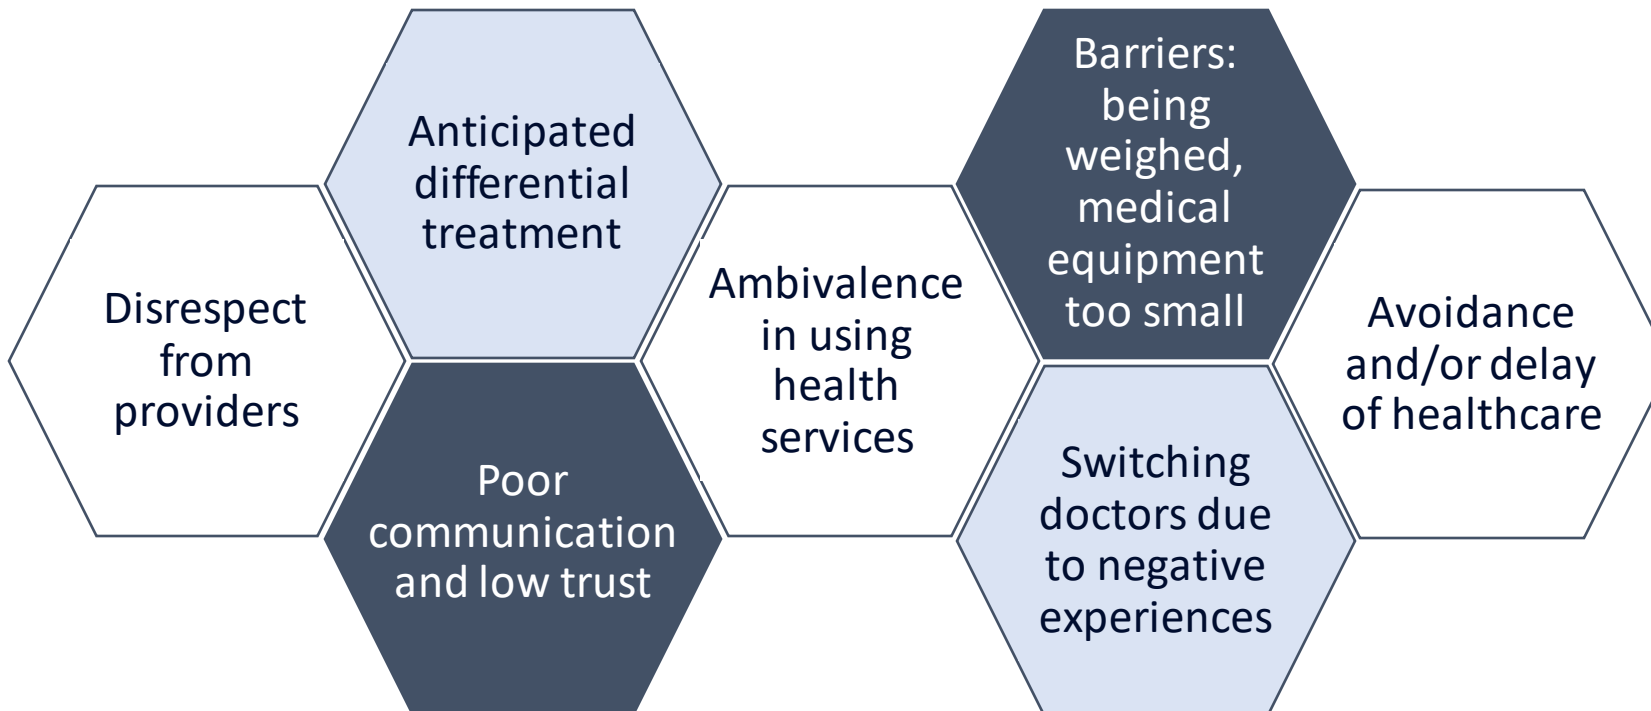 Disrespect
from
providers
Anticipated
differential
treatment
Poor
communication
and low trust
Ambivalence
in using
health
services
Barriers:
being
weighed,
medical
equipment
too small
Switching
doctors due
to negative
experiences
Avoidance
and/or delay
of healthcare